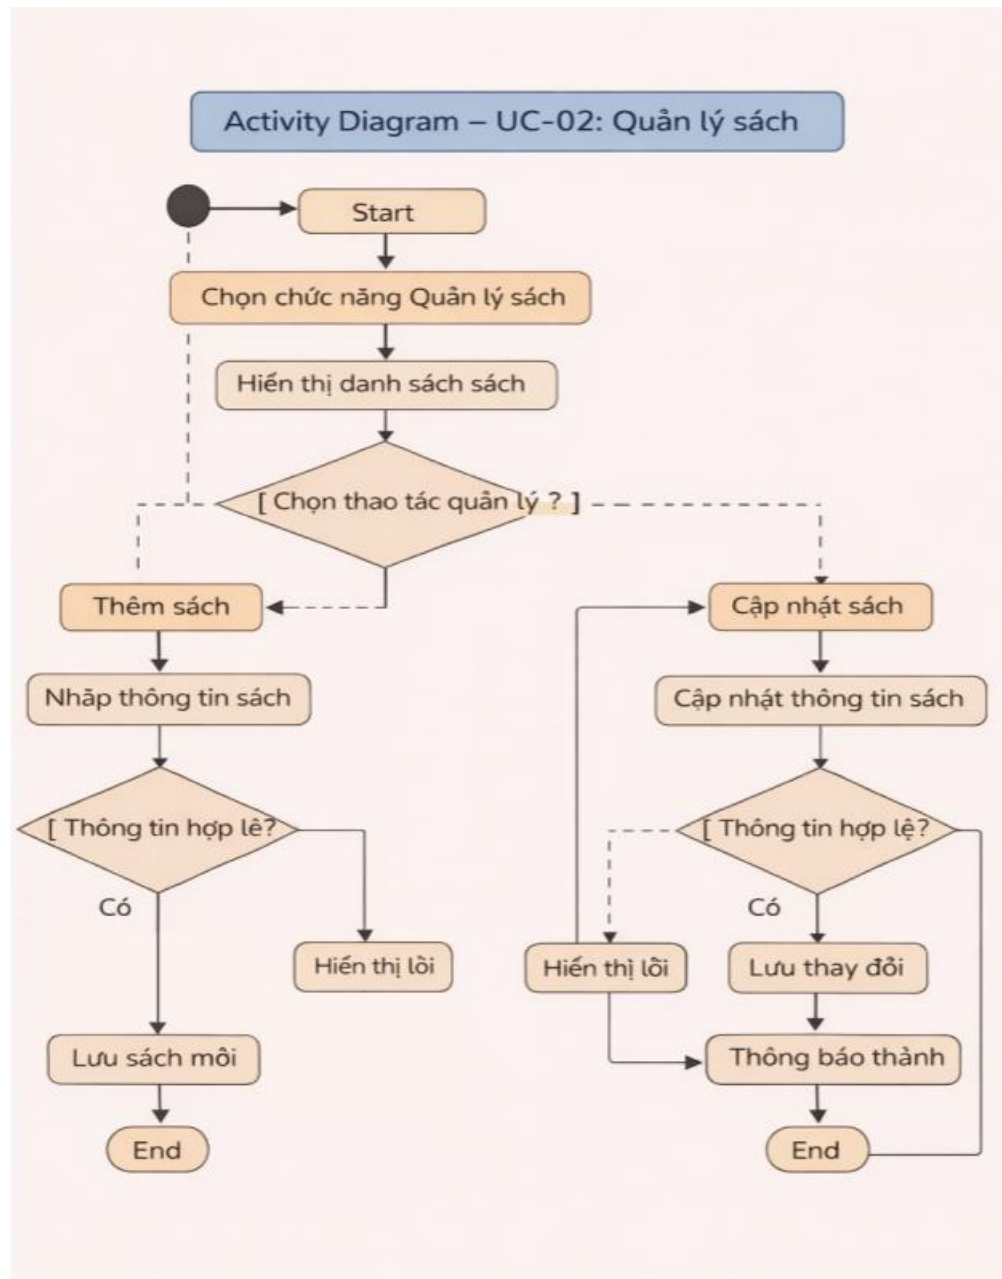 Activity Diagram – UC-02: Quản lý sách
Start
Chọn chức năng Quản lý sách
Hiển thị danh sách sách
[ Chọn thao tác quản lý ? ]
Thêm sách
Cập nhật sách
Nhãp thông tin sách
Cập nhật thông tin sách
[ Thông tin hợp lê?
[ Thông tin hợp lệ?
Có
Có
Hiển thị lồi
Hiển thì lỗi
Lưu thay đổi
Lưu sách môi
Thông báo thành
End
End